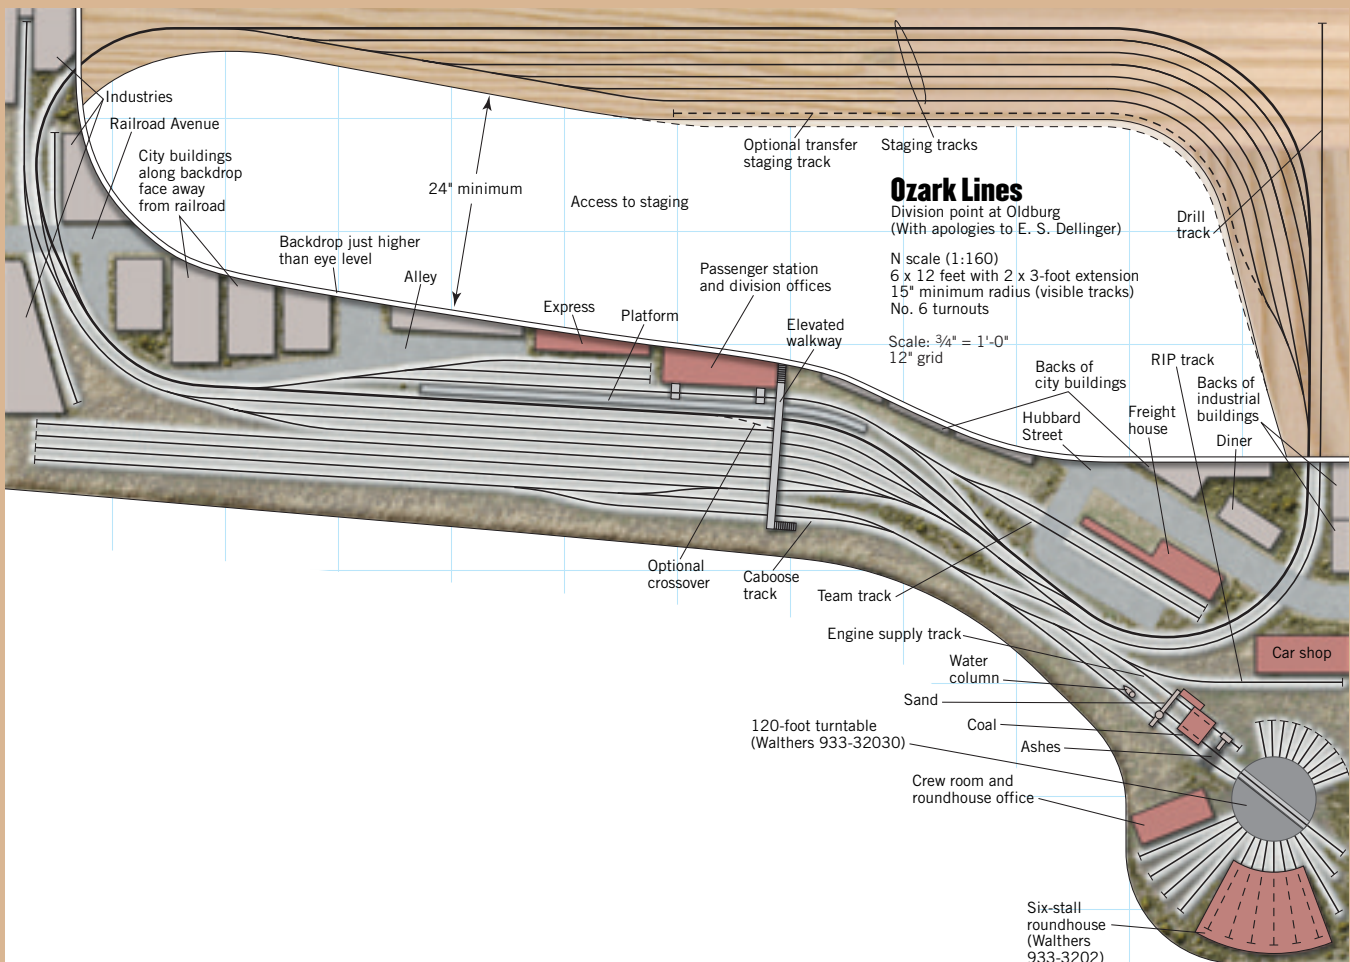 Industries
Railroad Avenue
City buildings
along backdrop
face away
from railroad
Backdrop just higher
than eye level
Alley
24" minimum
Access to staging
Optional transfer
staging track
Staging tracks
Ozark Lines
Division point at Oldburg
(With apologies to E. S. Dellinger)
N scale (1:160)
6 x 12 feet with 2 x 3-foot extension
15" minimum radius (visible tracks)
No. 6 turnouts
Scale: 3/4" = 1'-0"
12" grid
Drill
track
Express
Platform
Passenger station
and division offices
Elevated
walkway
Backs of
city buildings
RIP track
Backs of
industrial
buildings
Hubbard
Street
Freight
house
Diner
Optional
crossover
Caboose
track
Team track
Engine supply track
Water
column
Sand
Coal
Ashes
Car shop
120-foot turntable
(Walthers 933-32030)
Crew room and
roundhouse office
Six-stall
roundhouse
(Walthers
933-3202)